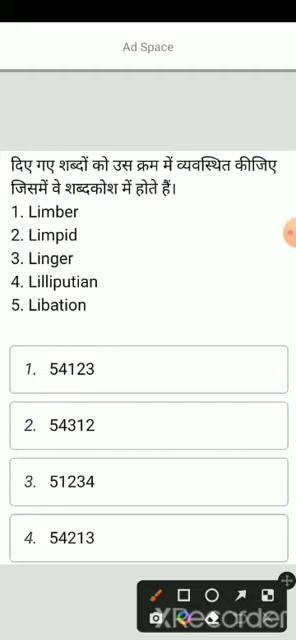 Ad Space
दिए गए शब्दों को उस क्रम में व्यवस्थित कीजिए
जिसमें वे शब्दकोश में होते हैं।
1. Limber
2. Limpid
3. Linger
4. Lilliputian
5. Libation
1. 54123
2. 54312
3. 51234
4. 54213
XRecorder